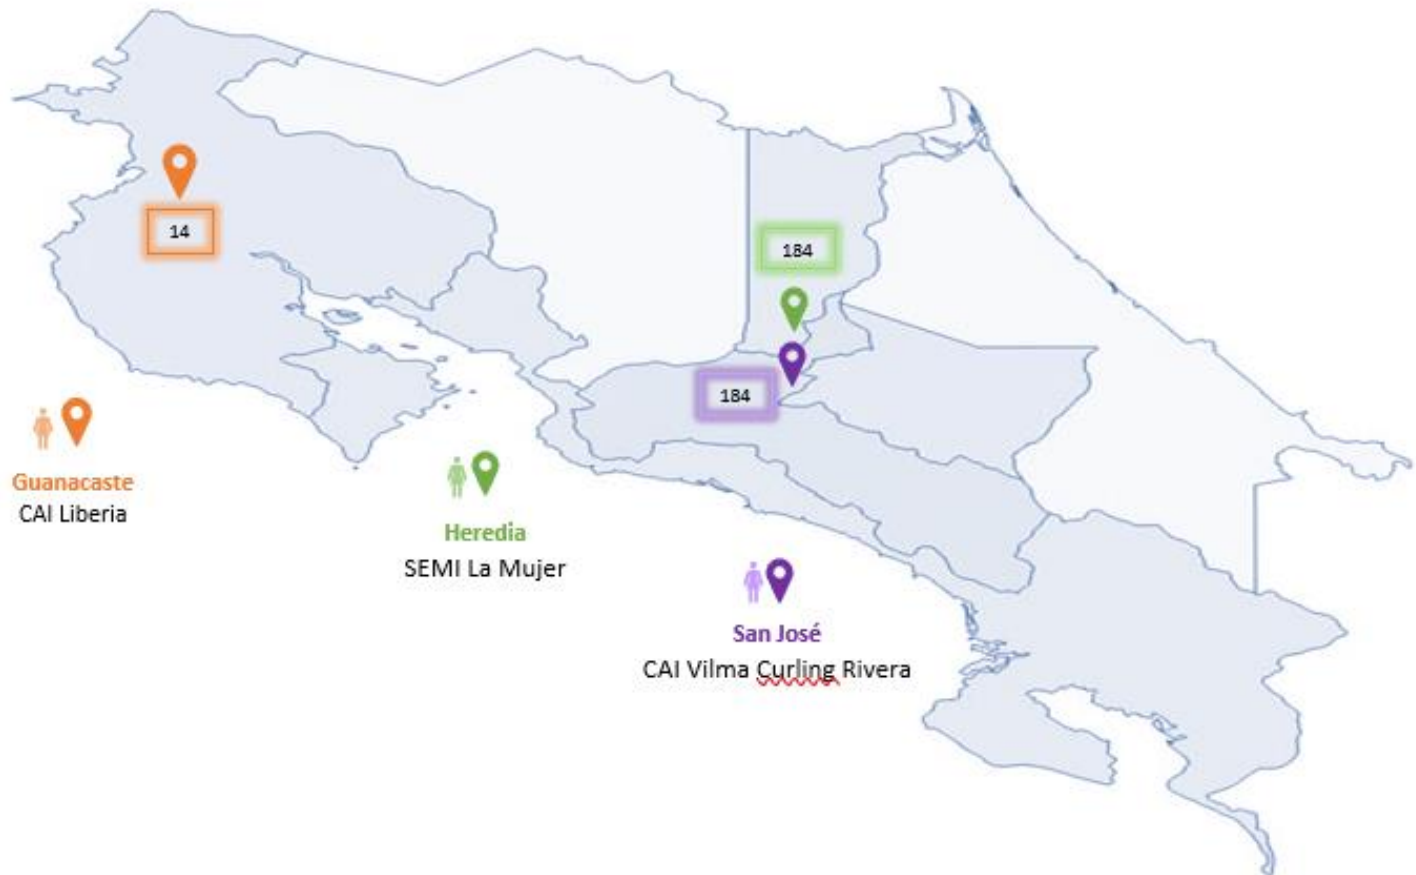 14
184
184
Guanacaste
CAI Liberia
Heredia
SEMI La Mujer
San José
CAI Vilma Curling Rivera